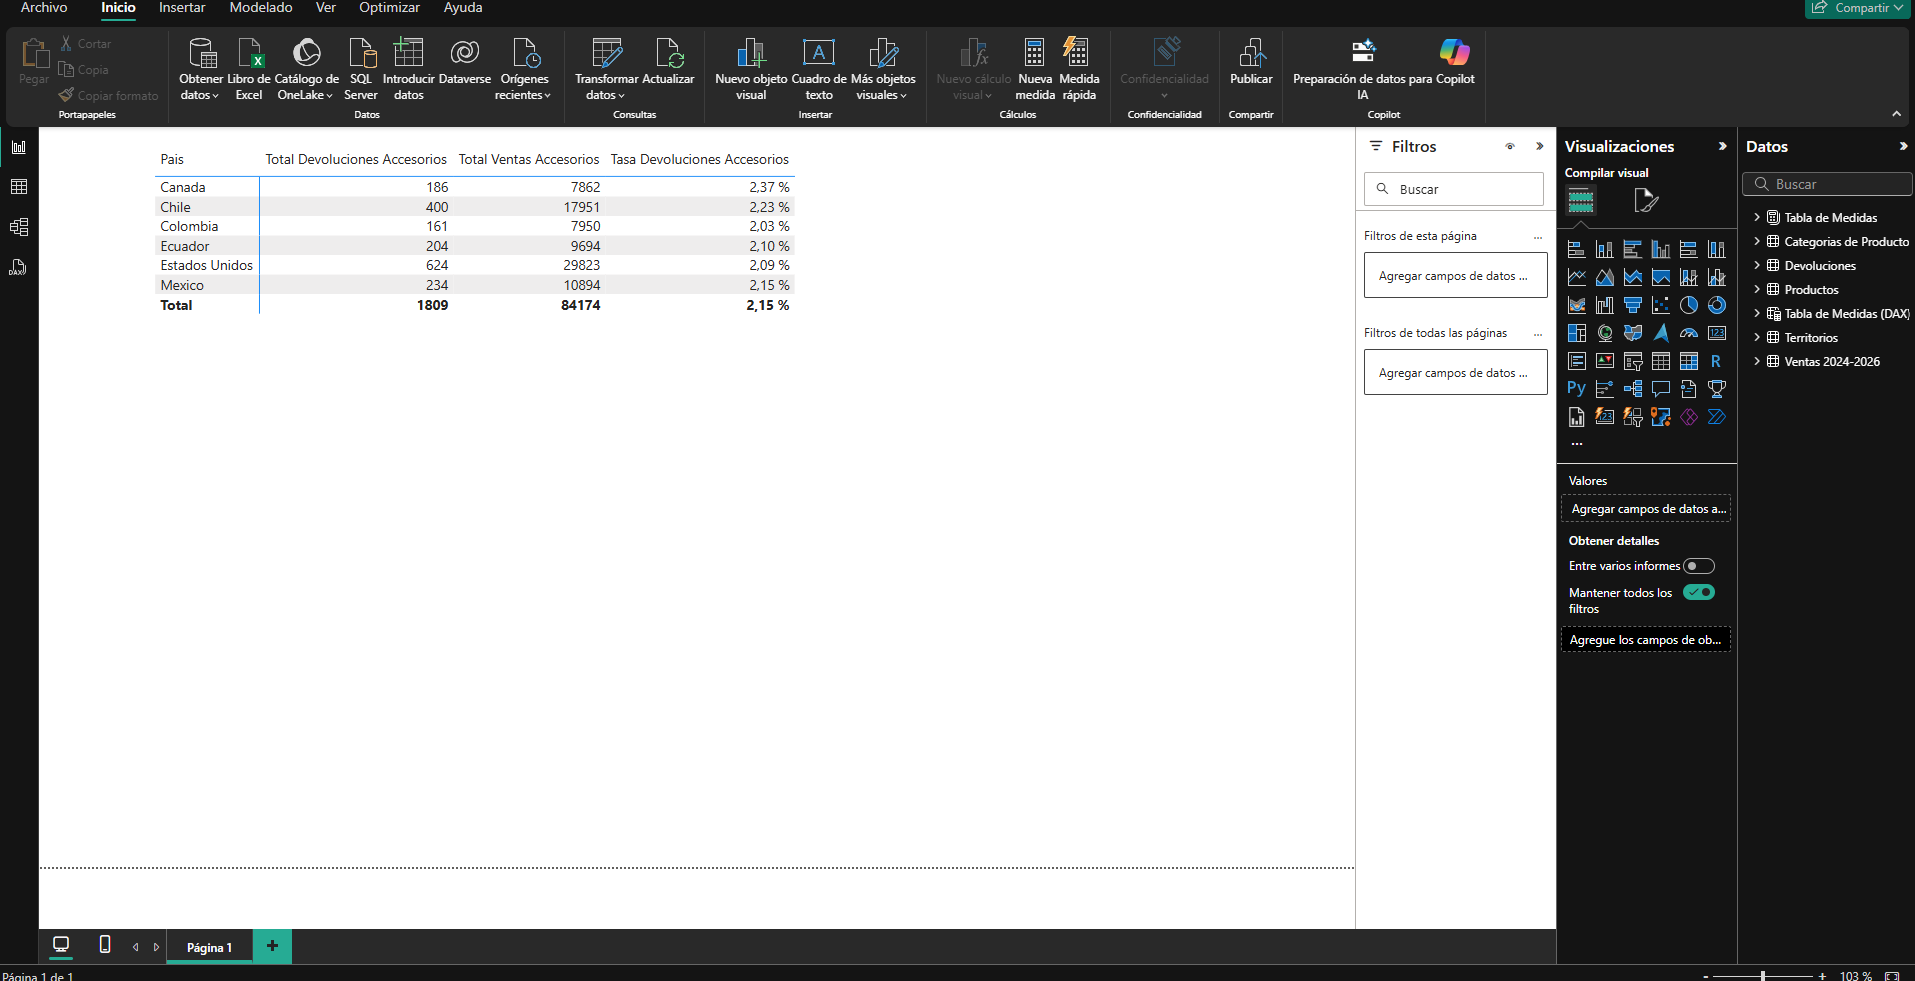 Archivo Inicio Insertar Modelado Ver Optimizar Ayuda Compartir
Pegar
Cortar
Copia
Copiar formato
Portapapeles
Obtener datos
Libro de Excel
Catálogo de OneLake
SQL Server
Introducir datos
Dataverse
Orígenes recientes
Datos
Transformar datos
Actualizar
Consultas
Nuevo objeto visual
Cuadro de texto
Más objetos visuales
Insertar
Nuevo cálculo visual
Nueva medida
Medida rápida
Cálculos
Confidencialidad
Confidencialidad
Publicar
Compartir
Preparación de datos para IA
Copilot
Copilot
Pais Total Devoluciones Accesorios Total Ventas Accesorios Tasa Devoluciones Accesorios
Canada 186 7862 2,37 %
Chile 400 17951 2,23 %
Colombia 161 7950 2,03 %
Ecuador 204 9694 2,10 %
Estados Unidos 624 29823 2,09 %
Mexico 234 10894 2,15 %
Total 1809 84174 2,15 %
Filtros
Buscar
Filtros de esta página ...
Agregar campos de datos ...
Filtros de todas las páginas ...
Agregar campos de datos ...
Visualizaciones
Compilar visual
123
R
Py
123
...
Valores
Agregar campos de datos a...
Obtener detalles
Entre varios informes
Mantener todos los
filtros
Agregue los campos de ob...
Datos
Buscar
Tabla de Medidas
Categorias de Producto
Devoluciones
Productos
Tabla de Medidas (DAX)
Territorios
Ventas 2024-2026
DAX
Página 1 +
Página 1 de 1
- + 103 %